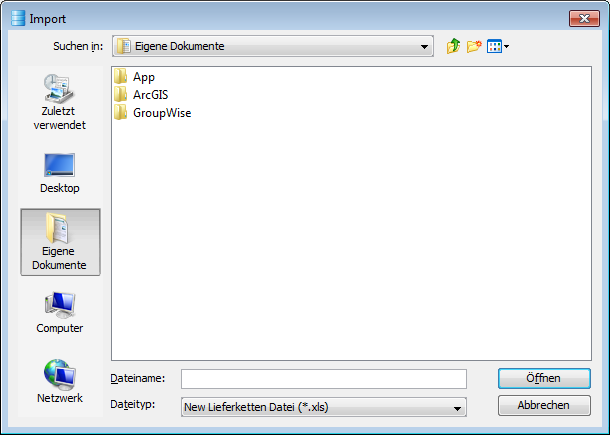 Import
Suchen in: Eigene Dokumente
Zuletzt
verwendet
Desktop
Eigene
Dokumente
Computer
Netzwerk
App
ArcGIS
GroupWise
Dateiname:
Öffnen
Dateityp: New Lieferketten Datei (*.xls)
Abbrechen